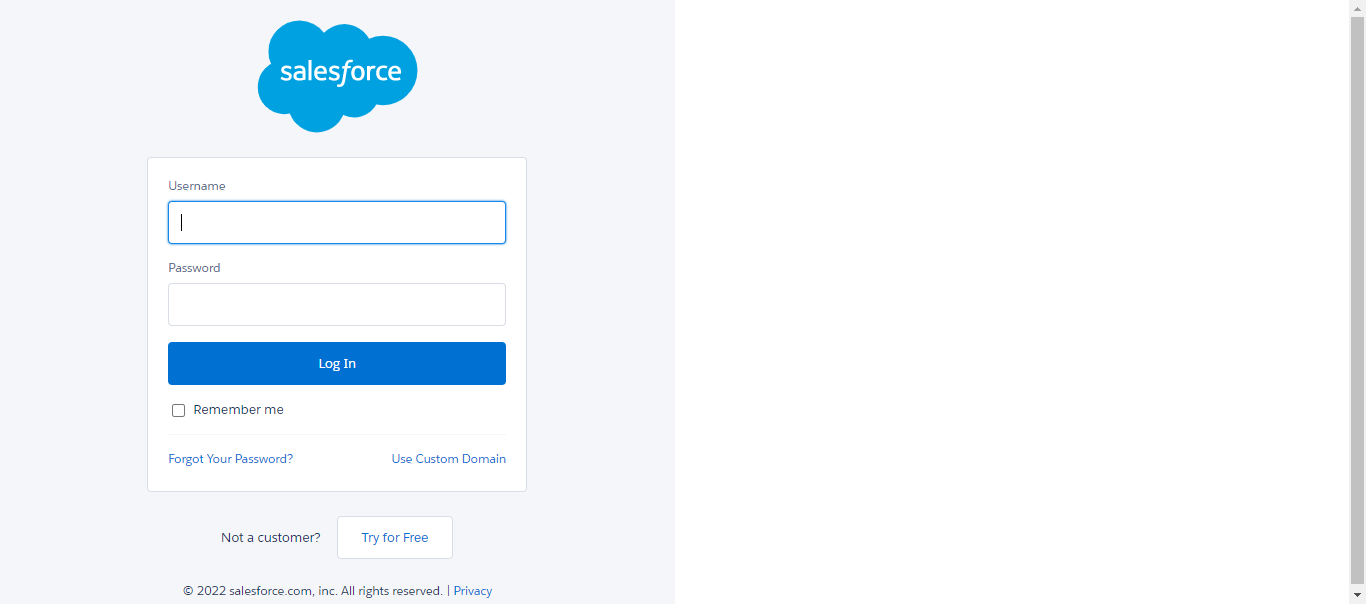 salesforce
Username
Password
Log In
Remember me
Forgot Your Password? Use Custom Domain
Not a customer? Try for Free
© 2022 salesforce.com, inc. All rights reserved. | Privacy